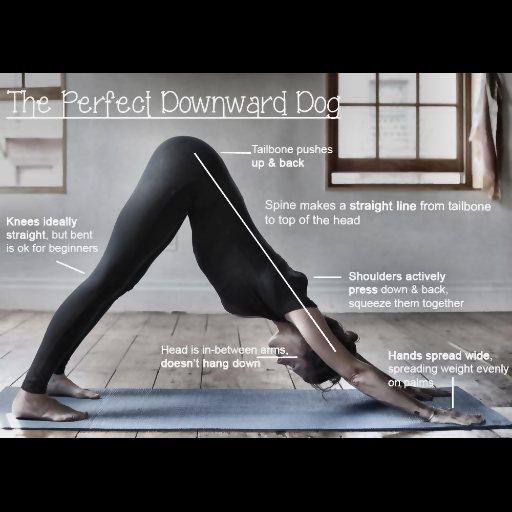 The Perfect Downward Dog
Tailbone pushes
up & back
Spine makes a straight line from tailbone
to top of the head
Knees ideally
straight, but bent
is ok for beginners
Shoulders actively
press down & back,
squeeze them together
Head is in-between arms,
doesn't hang down
Hands spread wide,
spreading weight evenly
on palms